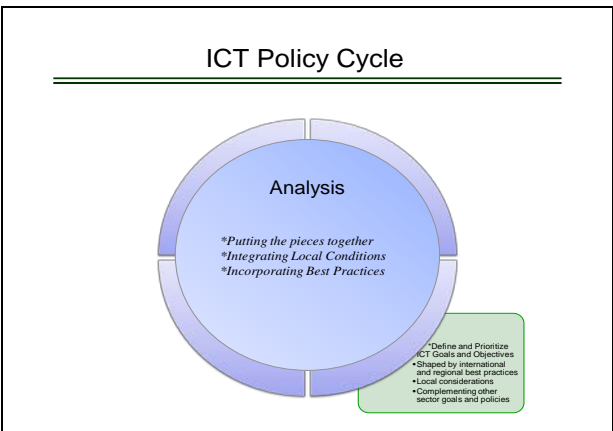 ICT Policy Cycle
Analysis
*Putting the pieces together
*Integrating Local Conditions
*Incorporating Best Practices
*Define and Prioritize
ICT Goals and Objectives
•Shaped by international
and regional best practices
•Local considerations
•Complementing other
sector goals and policies